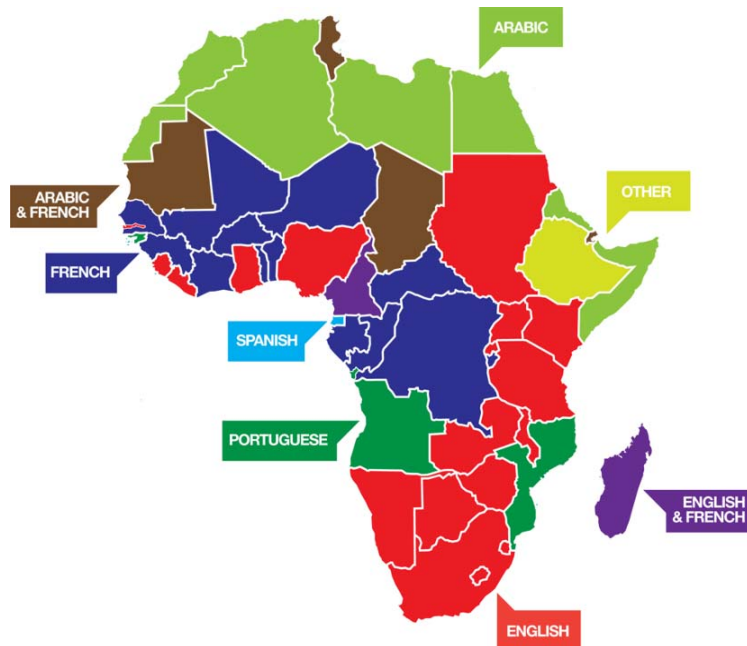 ARABIC
ARABIC
& FRENCH
OTHER
FRENCH
SPANISH
PORTUGUESE
ENGLISH
& FRENCH
ENGLISH